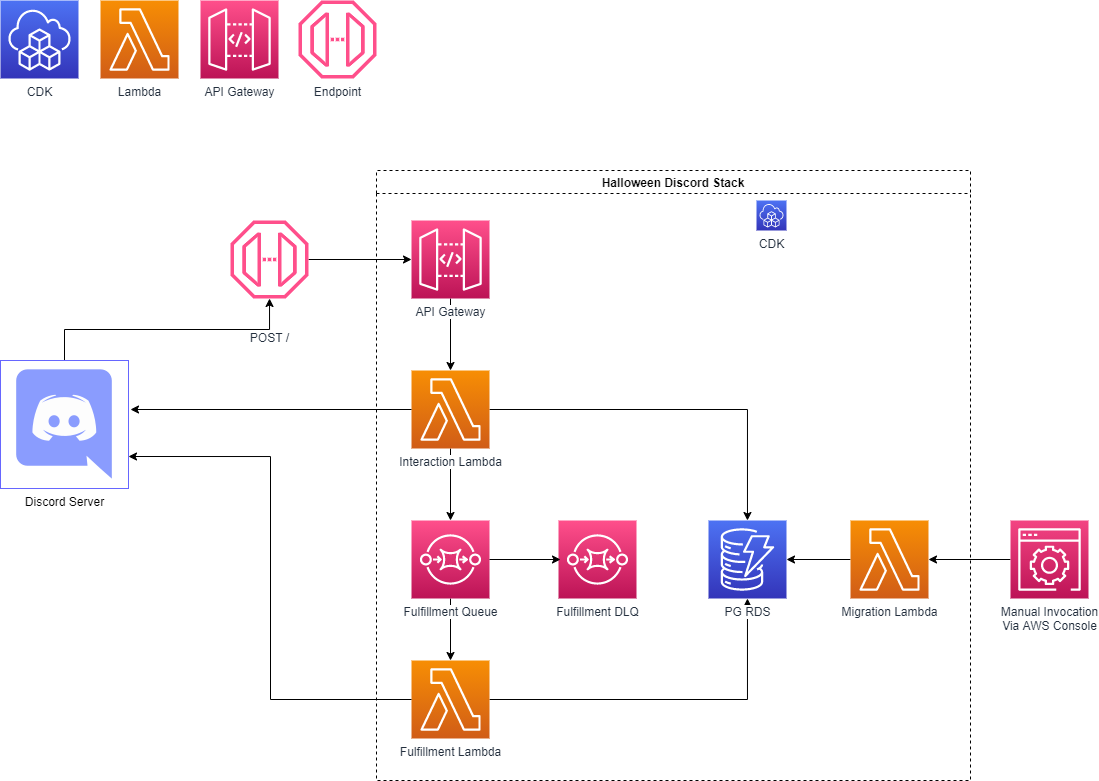 CDK
Lambda
API Gateway
Endpoint
Halloween Discord Stack
CDK
API Gateway
POST /
Interaction Lambda
Discord Server
Fulfillment Queue
Fulfillment DLQ
PG RDS
Migration Lambda
Manual Invocation
Via AWS Console
Fulfillment Lambda